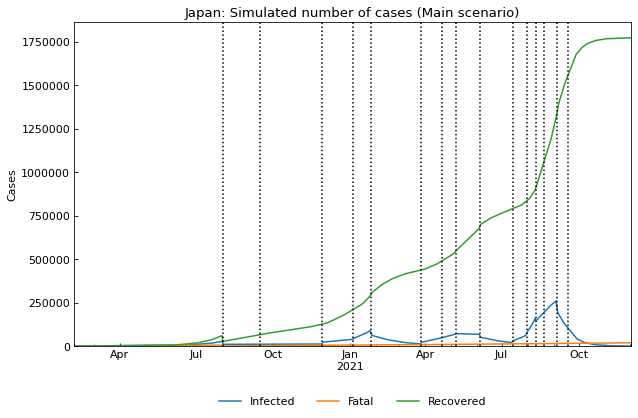 Japan: Simulated number of cases (Main scenario)
Cases
1750000
1500000
1250000
1000000
750000
500000
250000
0
Apr
Jul
Oct
Jan
2021
Apr
Jul
Oct
Infected
Fatal
Recovered